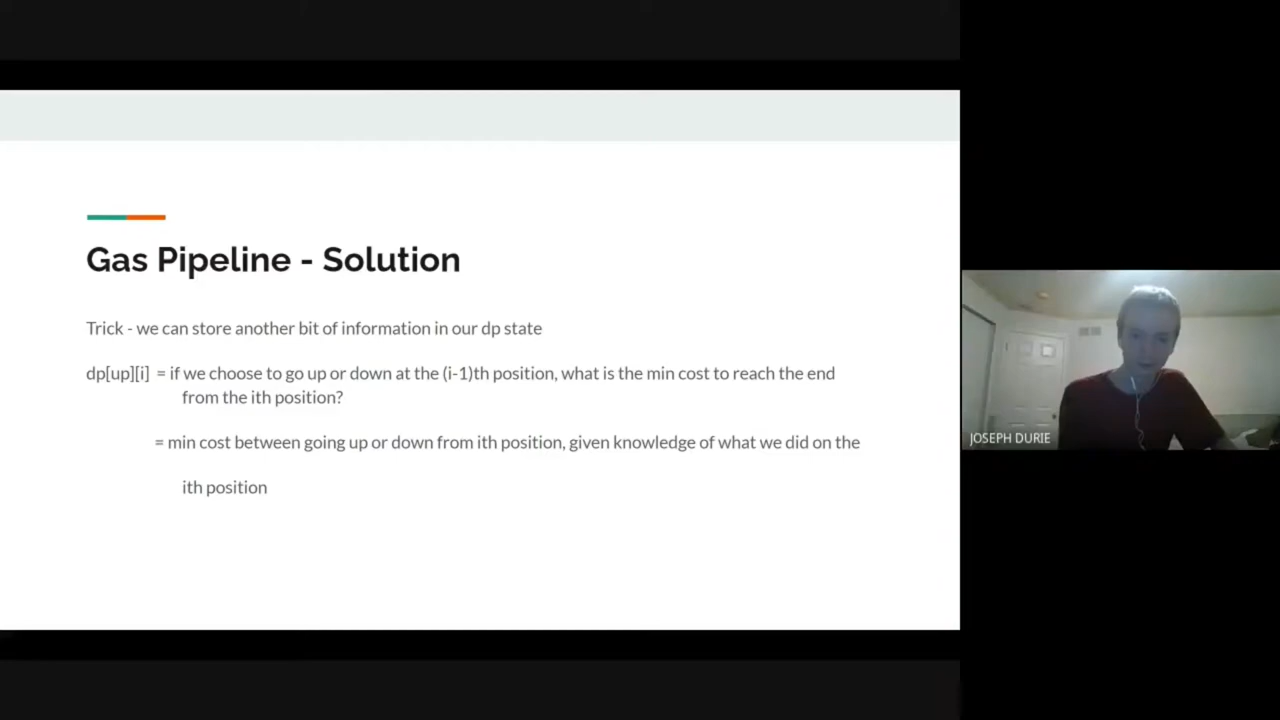 Gas Pipeline - Solution
Trick - we can store another bit of information in our dp state
dp[up][i] = if we choose to go up or down at the (i-1)th position, what is the min cost to reach the end
from the ith position?
= min cost between going up or down from ith position, given knowledge of what we did on the
ith position
JOSEPH DURIE